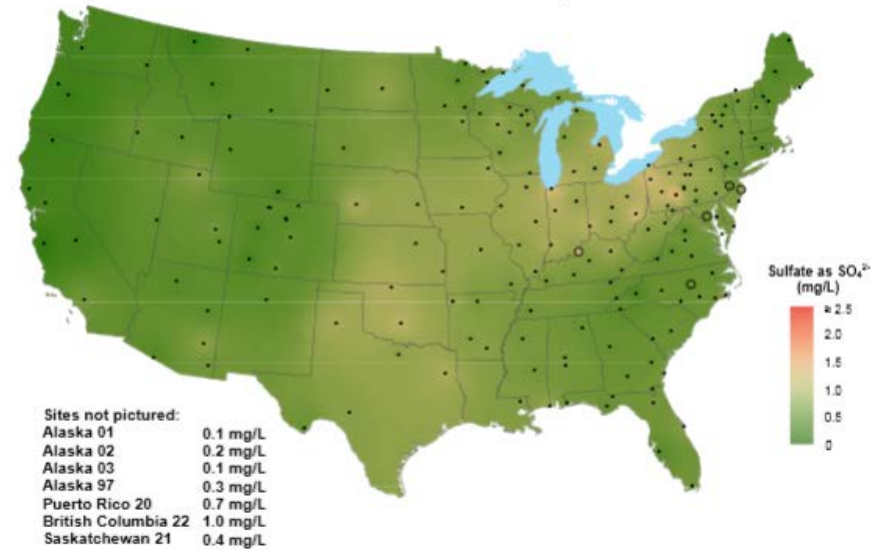 Sulfate as SO₄²⁻
(mg/L)
≥ 2.5
2.0
1.5
1.0
0.5
0
Sites not pictured:
Alaska 01 0.1 mg/L
Alaska 02 0.2 mg/L
Alaska 03 0.1 mg/L
Alaska 97 0.3 mg/L
Puerto Rico 20 0.7 mg/L
British Columbia 22 1.0 mg/L
Saskatchewan 21 0.4 mg/L